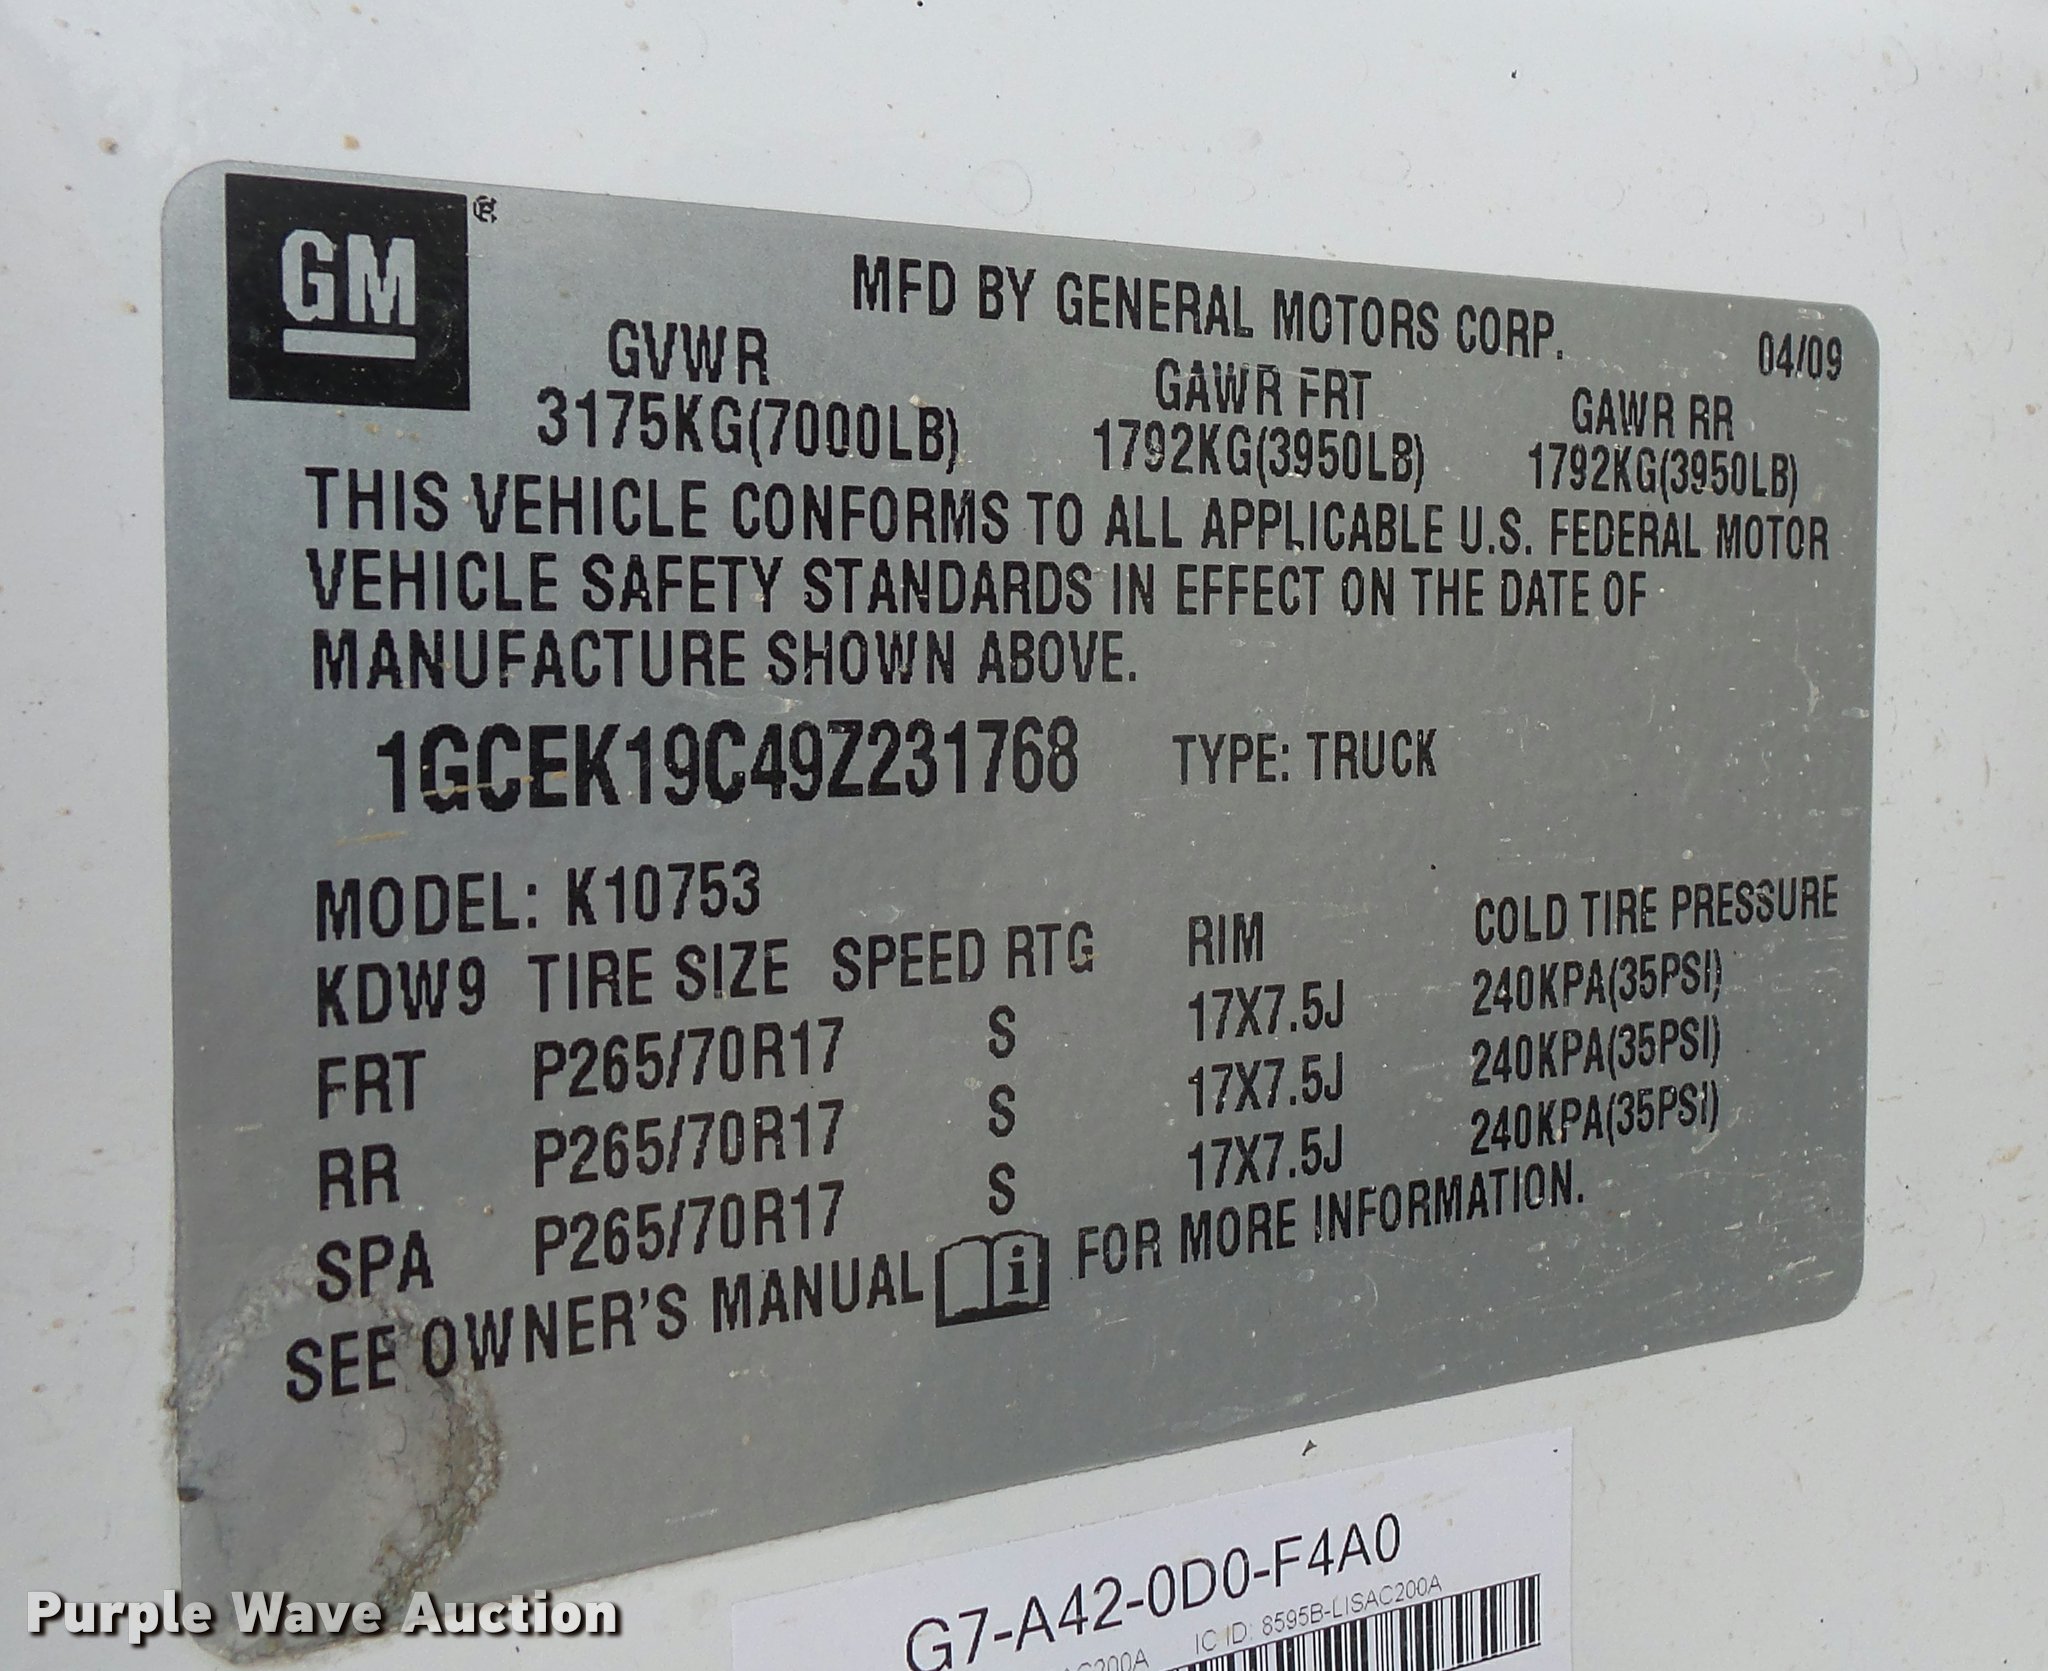 GM ®
MFD BY GENERAL MOTORS CORP. 04/09
GVWR GAWR FRT GAWR RR
3175KG(7000LB) 1792KG(3950LB) 1792KG(3950LB)
THIS VEHICLE CONFORMS TO ALL APPLICABLE U.S. FEDERAL MOTOR
VEHICLE SAFETY STANDARDS IN EFFECT ON THE DATE OF
MANUFACTURE SHOWN ABOVE.
1GCEK19C49Z231768 TYPE: TRUCK
MODEL: K10753
KDW9 TIRE SIZE SPEED RTG RIM COLD TIRE PRESSURE
FRT P265/70R17 S 17X7.5J 240KPA(35PSI)
RR P265/70R17 S 17X7.5J 240KPA(35PSI)
SPA P265/70R17 S 17X7.5J 240KPA(35PSI)
SEE OWNER'S MANUAL i FOR MORE INFORMATION.
G7-A42-0D0-F4A0
IC ID: 8595B-LISAC200A
Purple Wave Auction